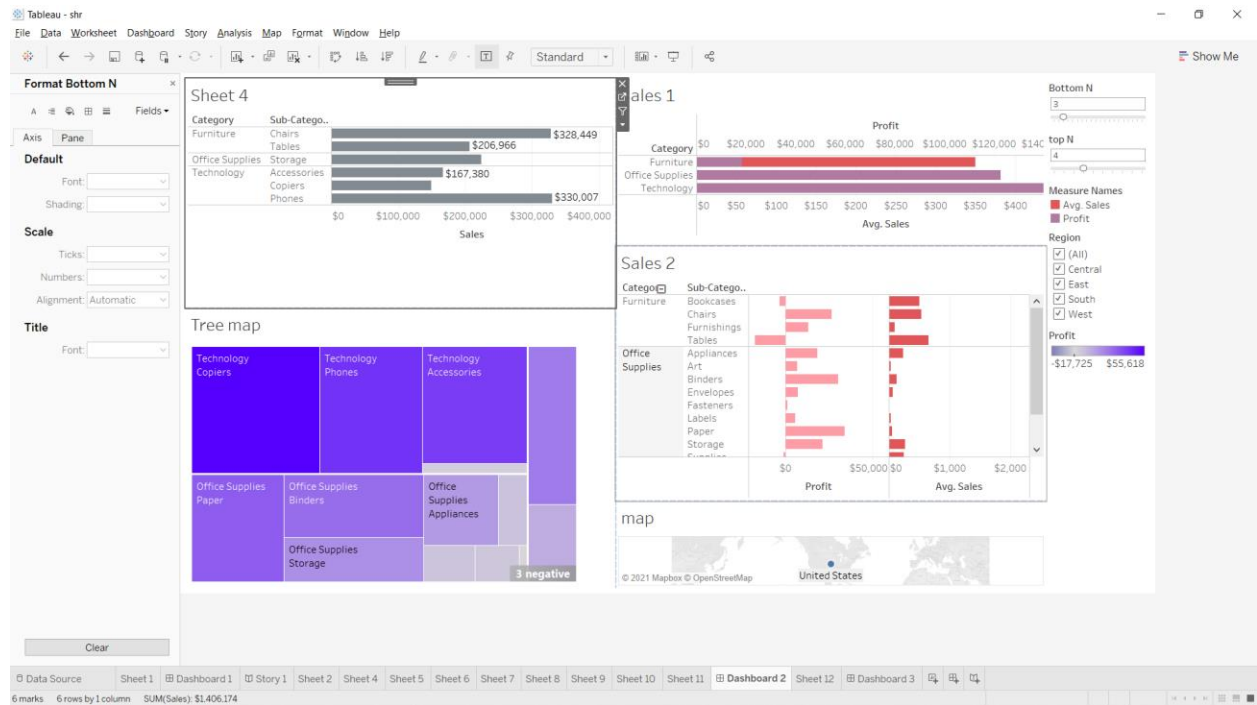 Tableau - shr
File Data Worksheet Dashboard Story Analysis Map Format Window Help
Standard
Show Me
Format Bottom N
Fields
Axis Pane
Default
Font:
Shading:
Scale
Ticks:
Numbers:
Alignment: Automatic
Title
Font:
Clear
Sheet 4
Category Sub-Catego..
Furniture Chairs $328,449
Tables $206,966
Office Supplies Storage
Technology Accessories $167,380
Copiers
Phones $330,007
$0 $100,000 $200,000 $300,000 $400,000
Sales
Tree map
Technology
Copiers
Technology
Phones
Technology
Accessories
Office Supplies
Paper
Office Supplies
Binders
Office
Supplies
Appliances
Office Supplies
Storage
3 negative
ales 1
Profit
Category $0 $20,000 $40,000 $60,000 $80,000 $100,000 $120,000 $140
Furniture
Office Supplies
Technology
$0 $50 $100 $150 $200 $250 $300 $350 $400
Avg. Sales
Sales 2
Catego Sub-Catego..
Furniture Bookcases
Chairs
Furnishings
Tables
Office Supplies Appliances
Art
Binders
Envelopes
Fasteners
Labels
Paper
Storage
$0 $50,000 $0 $1,000 $2,000
Profit Avg. Sales
map
© 2021 Mapbox © OpenStreetMap
United States
Bottom N
3
top N
4
Measure Names
Avg. Sales
Profit
Region
(All)
Central
East
South
West
Profit
-$17,725 $55,618
Data Source Sheet 1 Dashboard 1 Story 1 Sheet 2 Sheet 4 Sheet 5 Sheet 6 Sheet 7 Sheet 8 Sheet 9 Sheet 10 Sheet 11 Dashboard 2 Sheet 12 Dashboard 3
6 marks 6 rows by 1 column SUM(Sales): $1,406,174